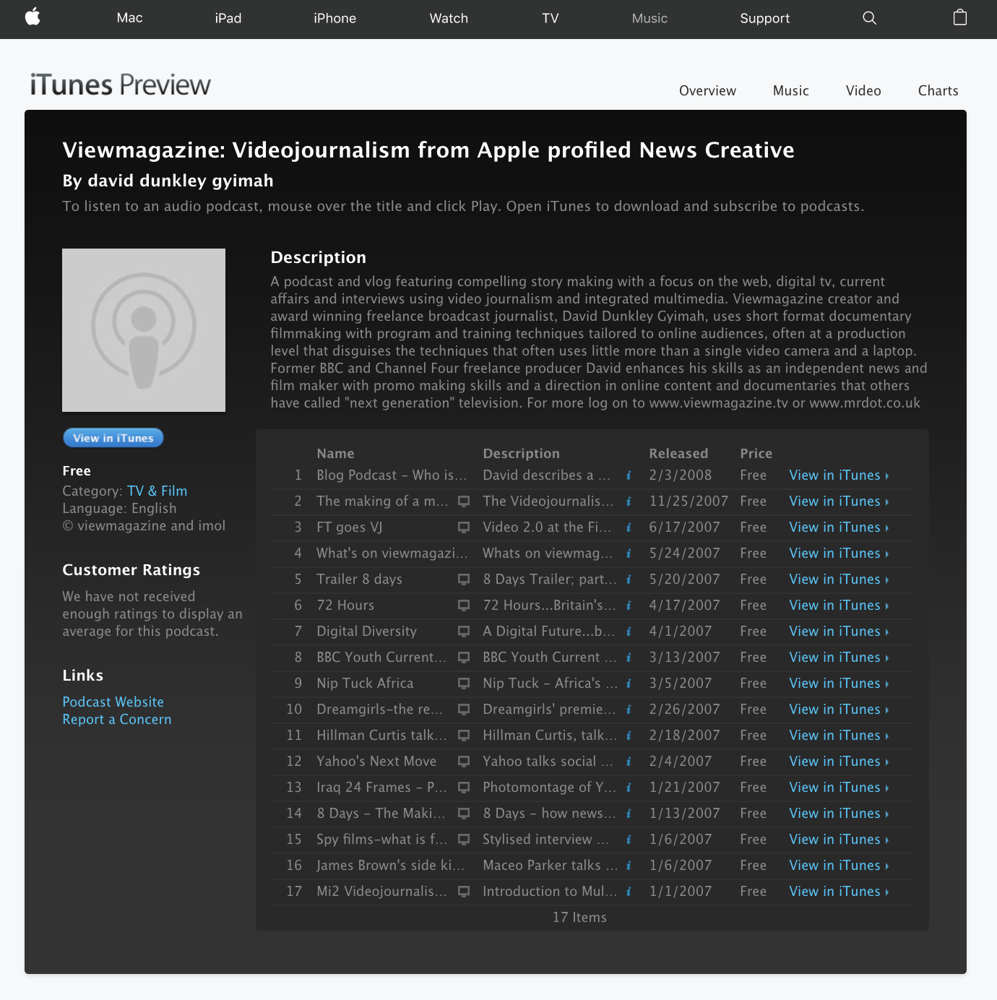 Mac iPad iPhone Watch TV Music Support
iTunes Preview
Overview Music Video Charts
Viewmagazine: Videojournalism from Apple profiled News Creative
By david dunkley gyimah
To listen to an audio podcast, mouse over the title and click Play. Open iTunes to download and subscribe to podcasts.
View in iTunes
Free
Category: TV & Film
Language: English
© viewmagazine and imol
Customer Ratings
We have not received
enough ratings to display an
average for this podcast.
Links
Podcast Website
Report a Concern
Description
A podcast and vlog featuring compelling story making with a focus on the web, digital tv, current
affairs and interviews using video journalism and integrated multimedia. Viewmagazine creator and
award winning freelance broadcast journalist, David Dunkley Gyimah, uses short format documentary
filmmaking with program and training techniques tailored to online audiences, often at a production
level that disguises the techniques that often uses little more than a single video camera and a laptop.
Former BBC and Channel Four freelance producer David enhances his skills as an independent news and
film maker with promo making skills and a direction in online content and documentaries that others
have called "next generation" television. For more log on to www.viewmagazine.tv or www.mrdot.co.uk
Name Description Released Price
1 Blog Podcast - Who is... David describes a ... i 2/3/2008 Free View in iTunes
2 The making of a m... The Videojournalis... i 11/25/2007 Free View in iTunes
3 FT goes VJ Video 2.0 at the Fi... i 6/17/2007 Free View in iTunes
4 What's on viewmagazi... Whats on viewmag... i 5/24/2007 Free View in iTunes
5 Trailer 8 days 8 Days Trailer; part... i 5/20/2007 Free View in iTunes
6 72 Hours 72 Hours...Britain's... i 4/17/2007 Free View in iTunes
7 Digital Diversity A Digital Future...b... i 4/1/2007 Free View in iTunes
8 BBC Youth Current... BBC Youth Current ... i 3/13/2007 Free View in iTunes
9 Nip Tuck Africa Nip Tuck - Africa's ... i 3/5/2007 Free View in iTunes
10 Dreamgirls-the re... Dreamgirls' premie... i 2/26/2007 Free View in iTunes
11 Hillman Curtis talk... Hillman Curtis, talk... i 2/18/2007 Free View in iTunes
12 Yahoo's Next Move Yahoo talks social ... i 2/4/2007 Free View in iTunes
13 Iraq 24 Frames - P... Photomontage of Y... i 1/21/2007 Free View in iTunes
14 8 Days - The Maki... 8 Days - how news... i 1/13/2007 Free View in iTunes
15 Spy films-what is f... Stylised interview ... i 1/6/2007 Free View in iTunes
16 James Brown's side ki... Maceo Parker talks ... i 1/6/2007 Free View in iTunes
17 Mi2 Videojournalis... Introduction to Mul... i 1/1/2007 Free View in iTunes
17 Items